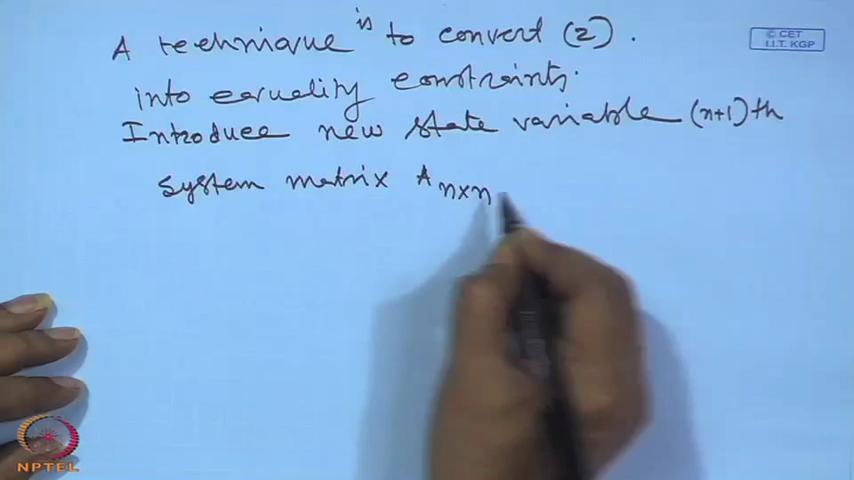 A technique is to convert (2).
© CET
I.I.T. KGP
into equality constraints.
Introduce new state variable (n+1)th
system matrix A n×n
NPTEL